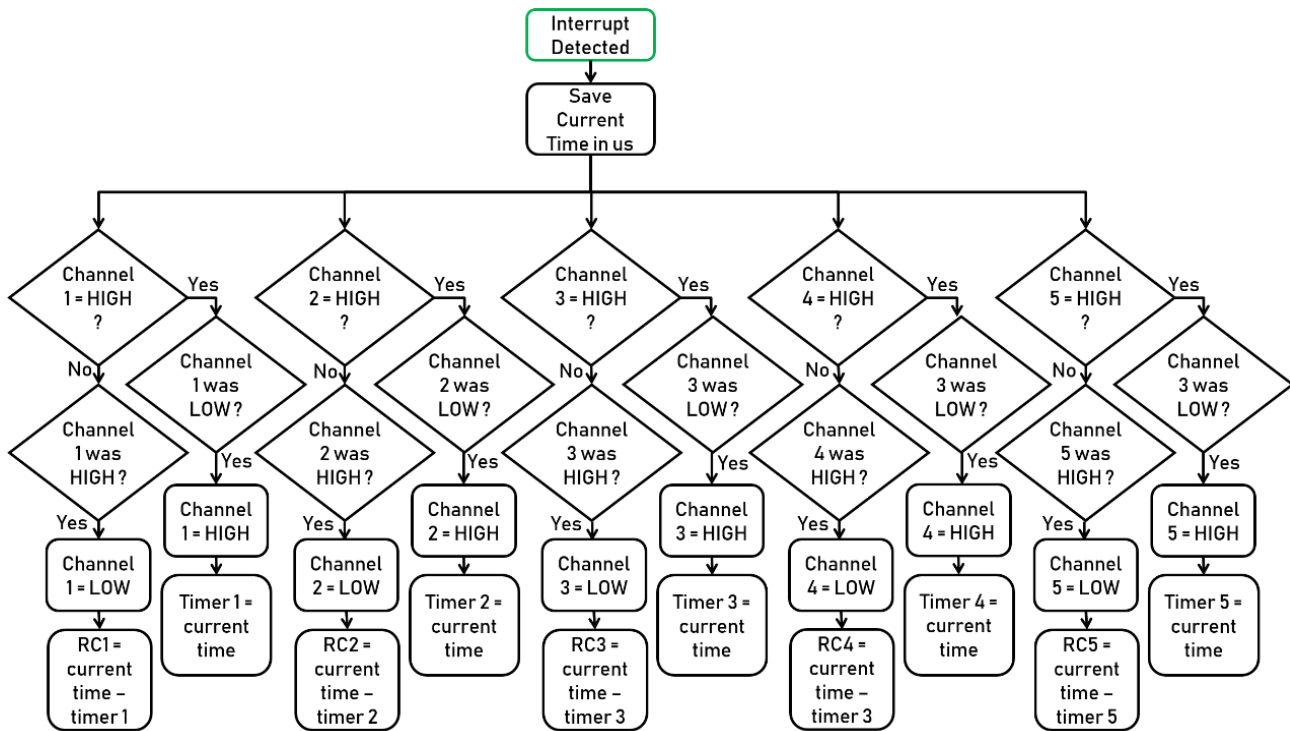 Interrupt
Detected
Save
Current
Time in us
Channel
1 = HIGH
?
Yes
No
Channel
1 was
LOW?
Channel
1 was
HIGH?
Yes
Yes
Channel
1 = HIGH
Channel
1 = LOW
Timer 1 =
current
time
RC1 =
current
time –
timer 1
Channel
2 = HIGH
?
Yes
No
Channel
2 was
LOW?
Channel
2 was
HIGH?
Yes
Yes
Channel
2 = HIGH
Channel
2 = LOW
Timer 2 =
current
time
RC2 =
current
time –
timer 2
Channel
3 = HIGH
?
Yes
No
Channel
3 was
LOW?
Channel
3 was
HIGH?
Yes
Yes
Channel
3 = HIGH
Channel
3 = LOW
Timer 3 =
current
time
RC3 =
current
time –
timer 3
Channel
4 = HIGH
?
Yes
No
Channel
3 was
LOW?
Channel
4 was
HIGH?
Yes
Yes
Channel
4 = HIGH
Channel
4 = LOW
Timer 4 =
current
time
RC4 =
current
time –
timer 3
Channel
5 = HIGH
?
Yes
No
Channel
3 was
LOW?
Channel
5 was
HIGH?
Yes
Yes
Channel
5 = HIGH
Channel
5 = LOW
Timer 5 =
current
time
RC5 =
current
time –
timer 5